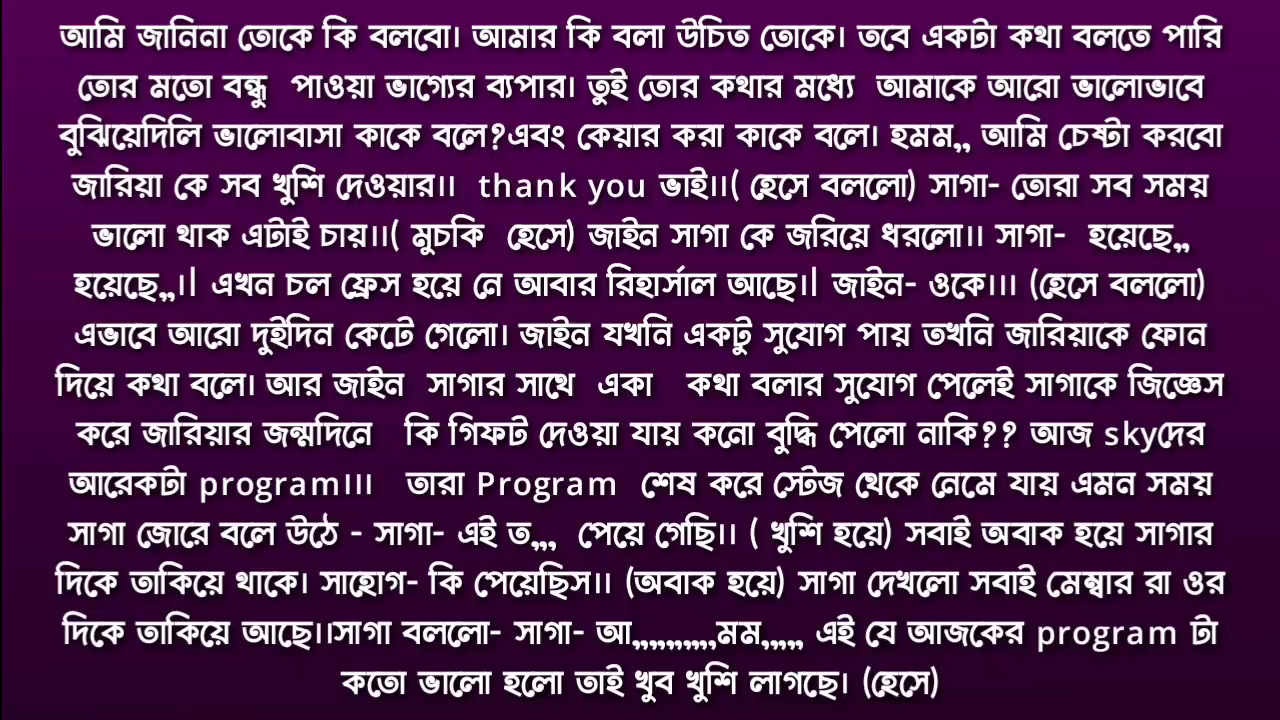 আমি জানিনা তোকে কি বলবো। আমার কি বলা উচিত তোকে। তবে একটা কথা বলতে পারি
তোর মতো বন্ধু পাওয়া ভাগ্যের ব্যপার। তুই তোর কথার মধ্যে আমাকে আরো ভালোভাবে
বুঝিয়েদিলি ভালোবাসা কাকে বলে?এবং কেয়ার করা কাকে বলে। হমম,, আমি চেষ্টা করবো
জারিয়া কে সব খুশি দেওয়ার।। thank you ভাই।।( হেসে বললো) সাগা- তোরা সব সময়
ভালো থাক এটাই চায়।।( মুচকি হেসে) জাইন সাগা কে জরিয়ে ধরলো।। সাগা- হয়েছে,,
হয়েছে,,।| এখন চল ফ্রেস হয়ে নে আবার রিহার্সাল আছে।| জাইন- ওকে।।। (হেসে বললো)
এভাবে আরো দুইদিন কেটে গেলো। জাইন যখনি একটু সুযোগ পায় তখনি জারিয়াকে ফোন
দিয়ে কথা বলে। আর জাইন সাগার সাথে একা কথা বলার সুযোগ পেলেই সাগাকে জিজ্ঞেস
করে জারিয়ার জন্মদিনে কি গিফট দেওয়া যায় কনো বুদ্ধি পেলো নাকি?? আজ skyদের
আরেকটা program।।। তারা Program শেষ করে স্টেজ থেকে নেমে যায় এমন সময়
সাগা জোরে বলে উঠে - সাগা- এই ত,,, পেয়ে গেছি।। ( খুশি হয়ে) সবাই অবাক হয়ে সাগার
দিকে তাকিয়ে থাকে। সাহোগ- কি পেয়েছিস।। (অবাক হয়ে) সাগা দেখলো সবাই মেম্বার রা ওর
দিকে তাকিয়ে আছে।।সাগা বললো- সাগা- আ,,,,,,,,,,মম,,,,, এই যে আজকের program টা
কতো ভালো হলো তাই খুব খুশি লাগছে। (হেসে)